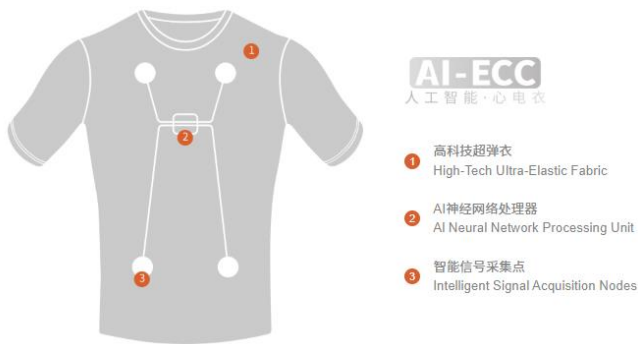 1
2
3
AI-ECC
人工智能·心电衣
1
高科技超弹衣
High-Tech Ultra-Elastic Fabric
2
AI神经网络处理器
AI Neural Network Processing Unit
3
智能信号采集点
Intelligent Signal Acquisition Nodes